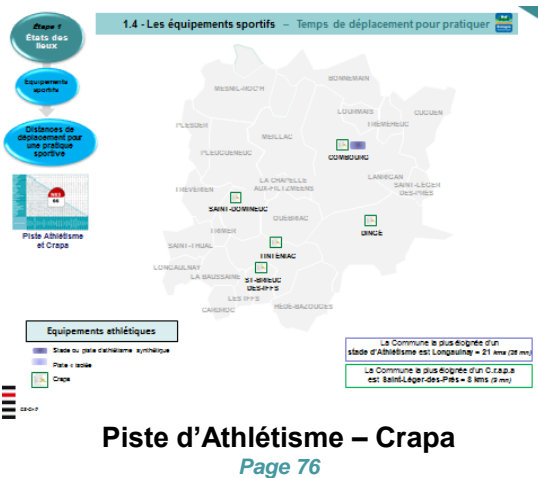 Étape 1
États des
lieux
1.4 - Les équipements sportifs – Temps de déplacement pour pratiquer
Equipements
sportifs
Distances de
déplacement pour
une pratique
sportive
Piste Athlétisme
et Crapa
BONNEMAIN
MESNIL-ROC'H
LOURMAIS
CUGUEN
TREMEHEUC
PLESDER
MEILLAC
PLEUGUENEUC
COMBOURG
LANRIGAN
LA CHAPELLE
AUX-FILTZMEENS
SAINT-LEGER
DES-PRES
TREVERIEN
SAINT-DOMINEUC
QUEBRIAC
DINGE
TRIMER
SAINT-THUAL
TINTENIAC
LONGAULNAY
LA BAUSSAINE
ST-BRIEUC
DES-IFFS
LES IFFS
HEDE-BAZOUGES
CARDROC
Equipements athlétiques
Stade ou piste d'athlétisme synthétique
Piste x isolée
Crapa
La Commune la plus éloignée d'un
stade d'Athlétisme est Longaulnay = 21 kms (28 mn)
La Commune la plus éloignée d'un C.r.a.p.a
est Saint-Léger-des-Prés = 8 kms (9 mn)
Piste d'Athlétisme – Crapa
Page 76